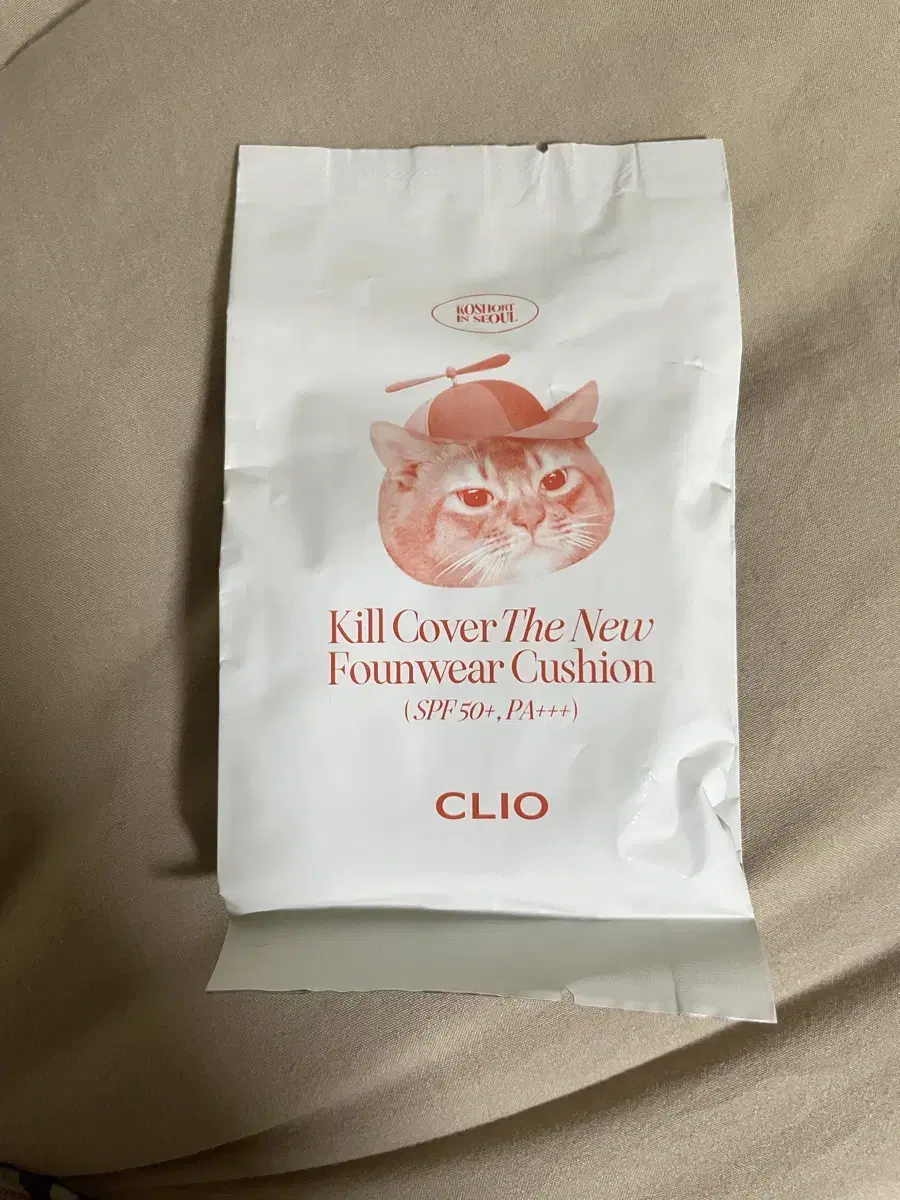 KOSHORT
IN SEOUL
Kill Cover The New
Founwear Cushion
(SPF 50+, PA+++)
CLIO